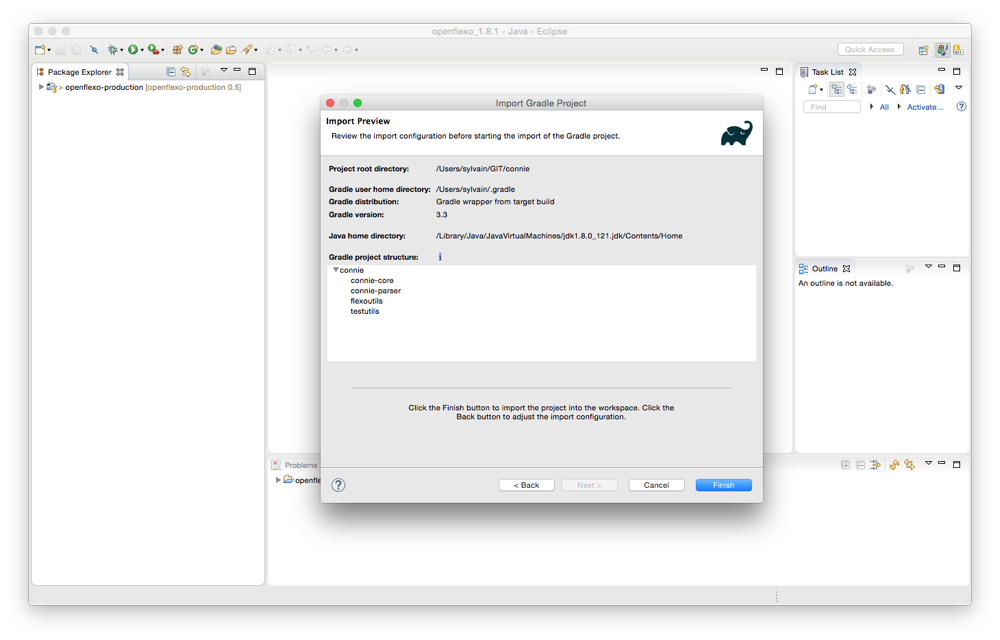 openflexo_1.8.1 - Java - Eclipse
Quick Access
Package Explorer
> openflexo-production [openflexo-production 0.5]
Task List
Find
All
Activate...
Import Gradle Project
Import Preview
Review the import configuration before starting the import of the Gradle project.
Project root directory: /Users/sylvain/GIT/connie
Gradle user home directory: /Users/sylvain/.gradle
Gradle distribution: Gradle wrapper from target build
Gradle version: 3.3
Java home directory: /Library/Java/JavaVirtualMachines/jdk1.8.0_121.jdk/Contents/Home
Gradle project structure:
connie
connie-core
connie-parser
flexoutils
testutils
Click the Finish button to import the project into the workspace. Click the
Back button to adjust the import configuration.
< Back
Next >
Cancel
Finish
Outline
An outline is not available.
Problems
openfle